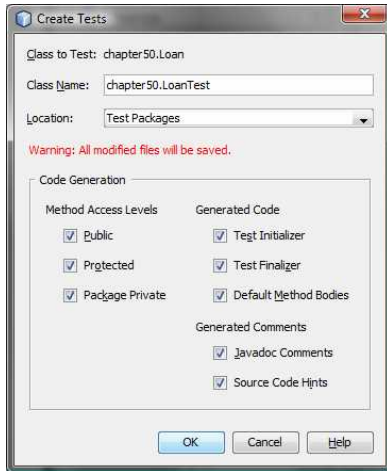 Create Tests
Class to Test: chapter50.Loan
Class Name: chapter50.LoanTest
Location: Test Packages
Warning: All modified files will be saved.
Code Generation
Method Access Levels Generated Code
Public Test Initializer
Protected Test Finalizer
Package Private Default Method Bodies
Generated Comments
Javadoc Comments
Source Code Hints
OK Cancel Help